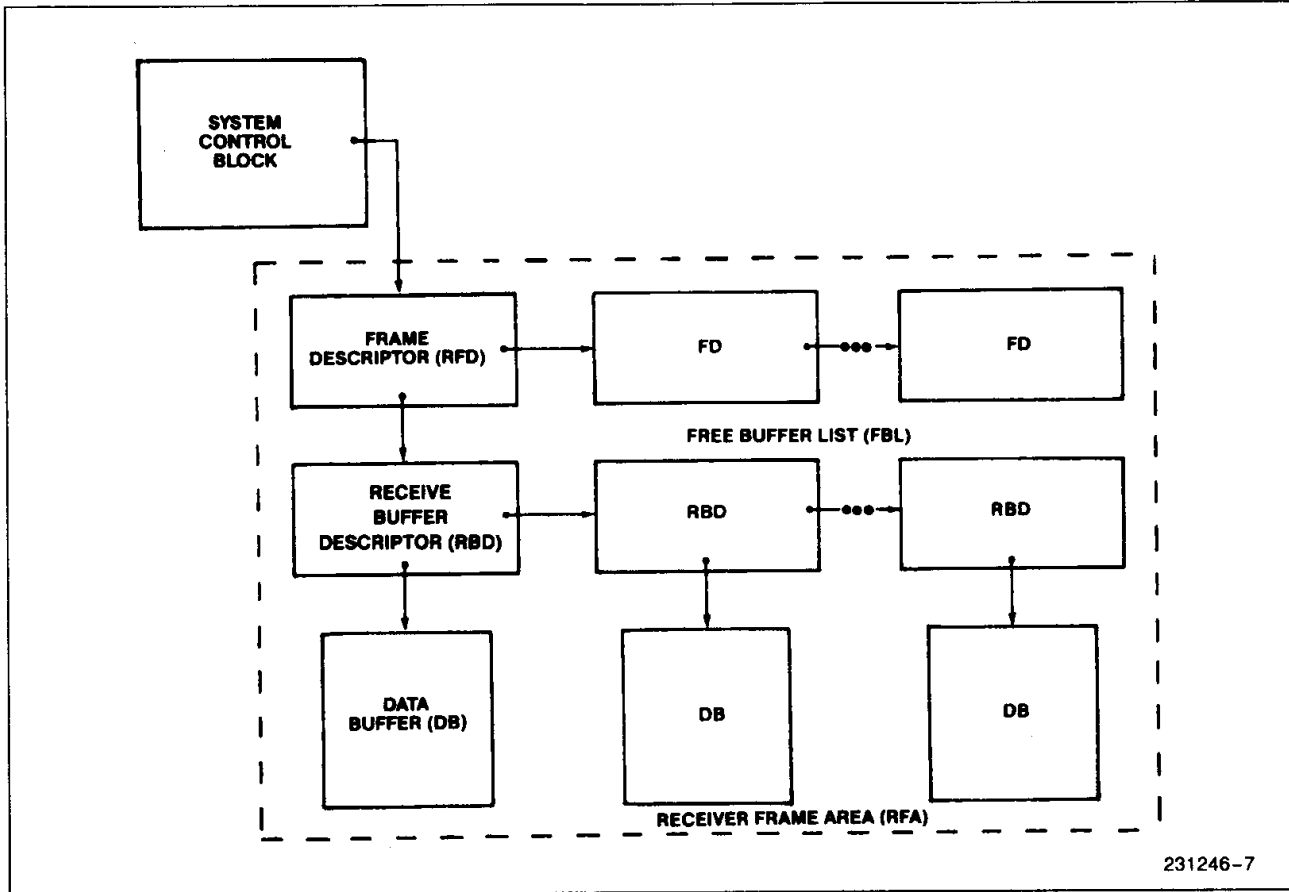 SYSTEM
CONTROL
BLOCK
FRAME
DESCRIPTOR (RFD)
FD
FD
FREE BUFFER LIST (FBL)
RECEIVE
BUFFER
DESCRIPTOR (RBD)
RBD
RBD
DATA
BUFFER (DB)
DB
DB
RECEIVER FRAME AREA (RFA)
231246-7